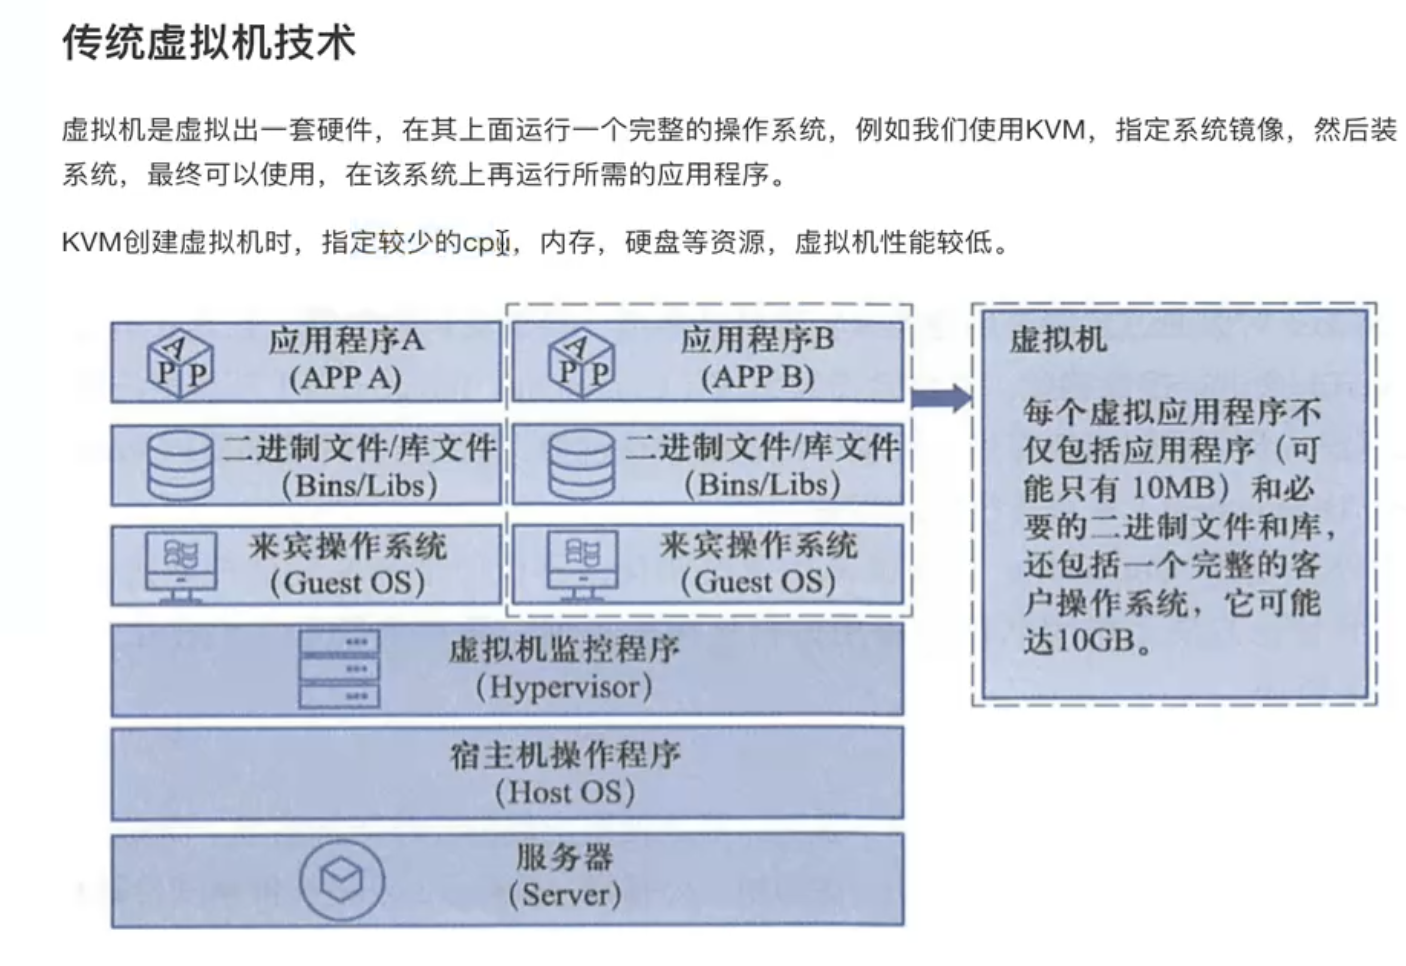 传统虚拟机技术
虚拟机是虚拟出一套硬件，在其上面运行一个完整的操作系统，例如我们使用KVM，指定系统镜像，然后装
系统，最终可以使用，在该系统上再运行所需的应用程序。
KVM创建虚拟机时，指定较少的cpu，内存，硬盘等资源，虚拟机性能较低。
APP
应用程序A
(APP A)
APP
应用程序B
(APP B)
二进制文件/库文件
(Bins/Libs)
二进制文件/库文件
(Bins/Libs)
来宾操作系统
(Guest OS)
来宾操作系统
(Guest OS)
虚拟机监控程序
(Hypervisor)
宿主机操作程序
(Host OS)
服务器
(Server)
虚拟机
每个虚拟应用程序不
仅包括应用程序（可
能只有 10MB）和必
要的二进制文件和库，
还包括一个完整的客
户操作系统，它可能
达10GB。